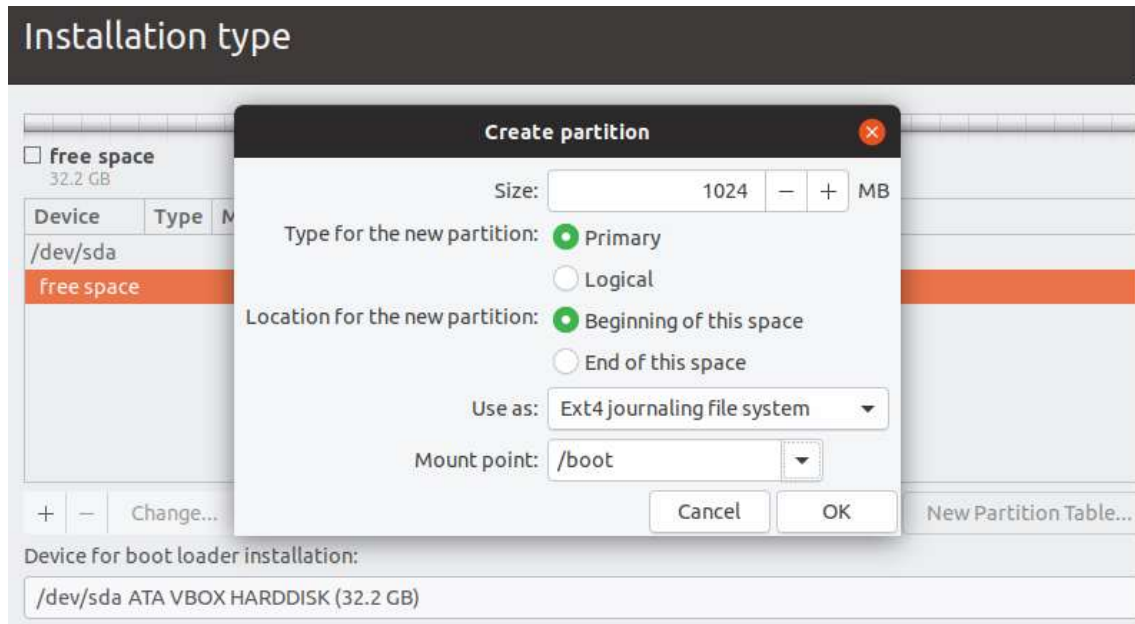 Installation type
Create partition
free space
32.2 GB
Size: 1024 − + MB
Device Type
Type for the new partition: Primary
/dev/sda
Logical
free space
Location for the new partition: Beginning of this space
End of this space
Use as: Ext4 journaling file system
Mount point: /boot
Cancel OK
+ − Change... New Partition Table...
Device for boot loader installation:
/dev/sda ATA VBOX HARDDISK (32.2 GB)